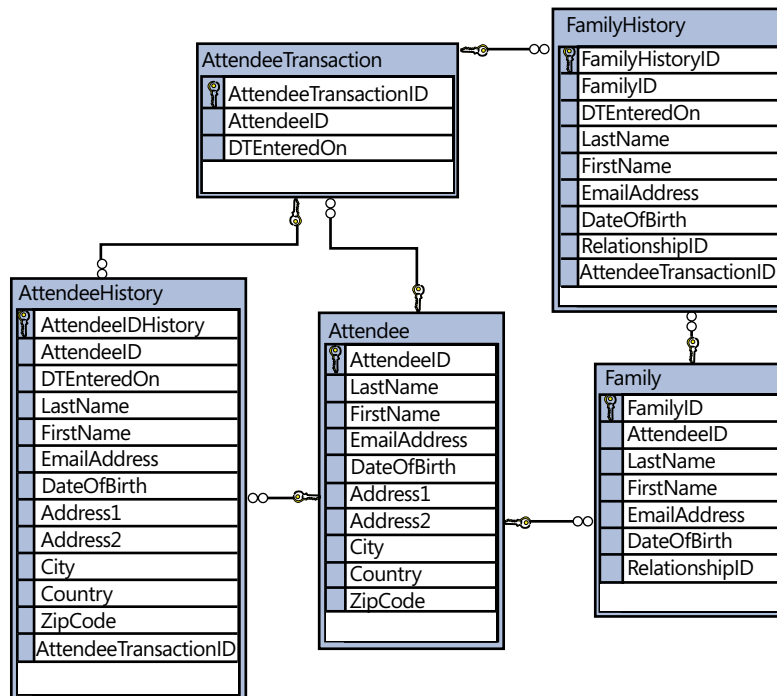 AttendeeTransaction
AttendeeTransactionID
AttendeeID
DTEnteredOn
FamilyHistory
FamilyHistoryID
FamilyID
DTEnteredOn
LastName
FirstName
EmailAddress
DateOfBirth
RelationshipID
AttendeeTransactionID
AttendeeHistory
AttendeeIDHistory
AttendeeID
DTEnteredOn
LastName
FirstName
EmailAddress
DateOfBirth
Address1
Address2
City
Country
ZipCode
AttendeeTransactionID
Attendee
AttendeeID
LastName
FirstName
EmailAddress
DateOfBirth
Address1
Address2
City
Country
ZipCode
Family
FamilyID
AttendeeID
LastName
FirstName
EmailAddress
DateOfBirth
RelationshipID